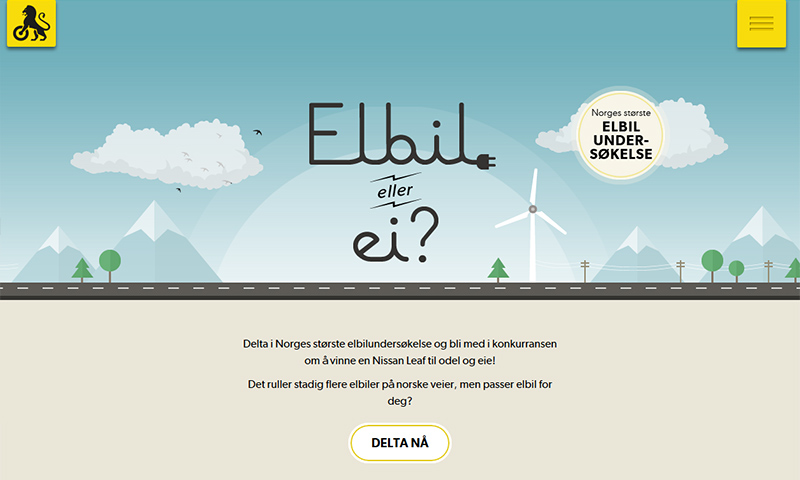 Elbil
eller
ei?
Norges største
ELBIL
UNDER-
SØKELSE
Delta i Norges største elbilundersøkelse og bli med i konkurransen
om å vinne en Nissan Leaf til odel og eie!
Det ruller stadig flere elbiler på norske veier, men passer elbil for
deg?
DELTA NÅ